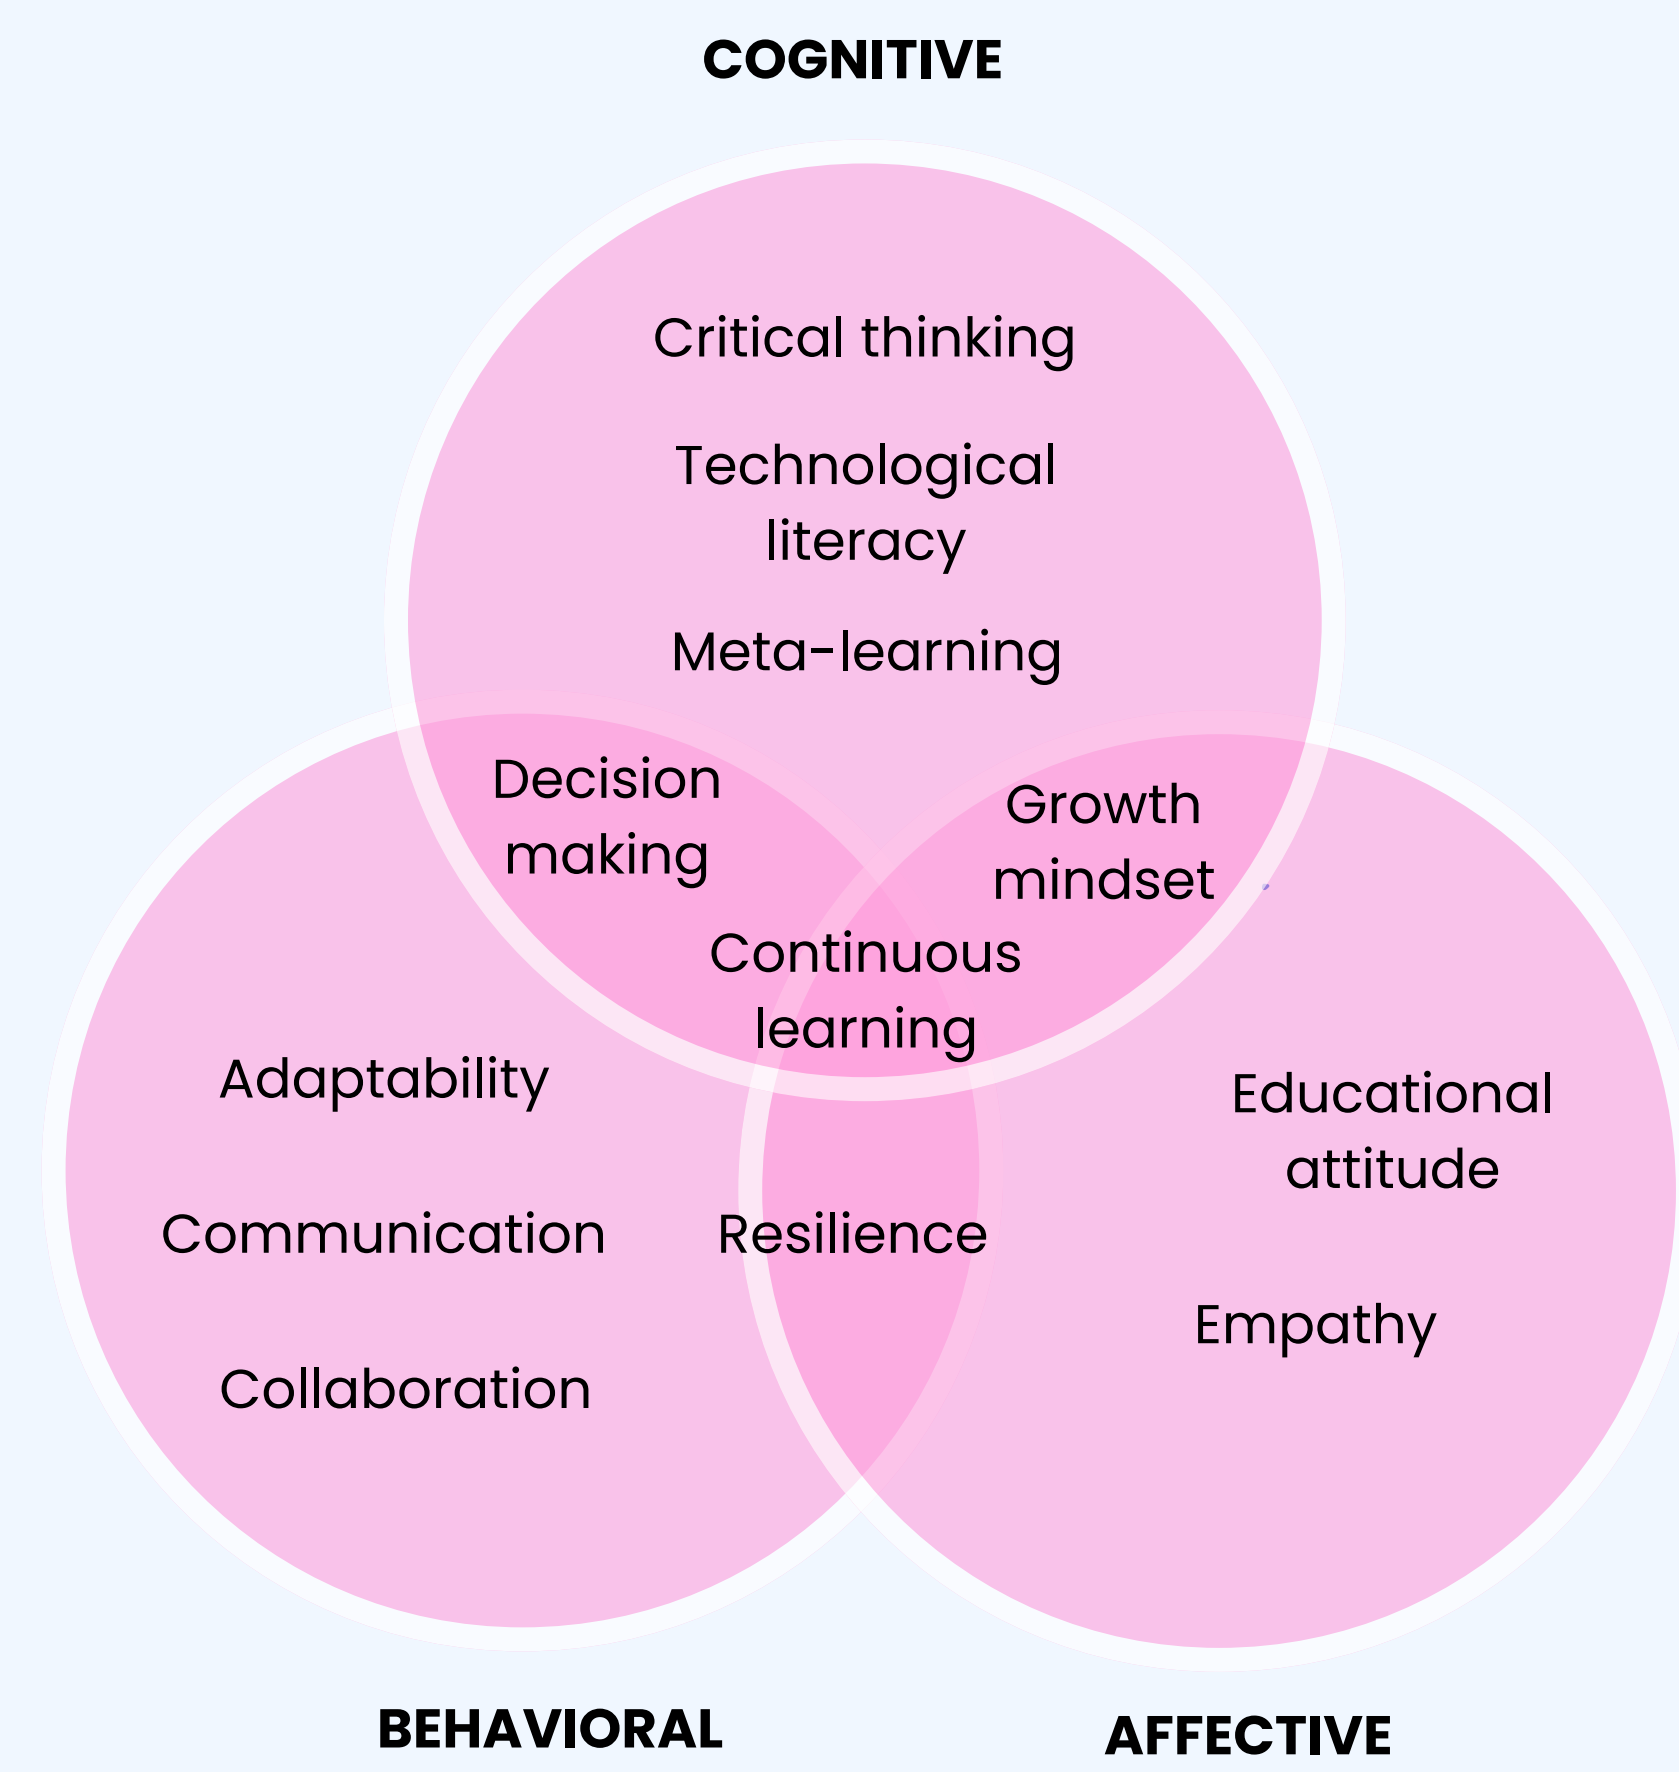 COGNITIVE
Critical thinking
Technological
literacy
Meta-learning
Decision
making
Growth
mindset
Continuous
learning
Adaptability
Educational
attitude
Communication
Resilience
Empathy
Collaboration
BEHAVIORAL
AFFECTIVE